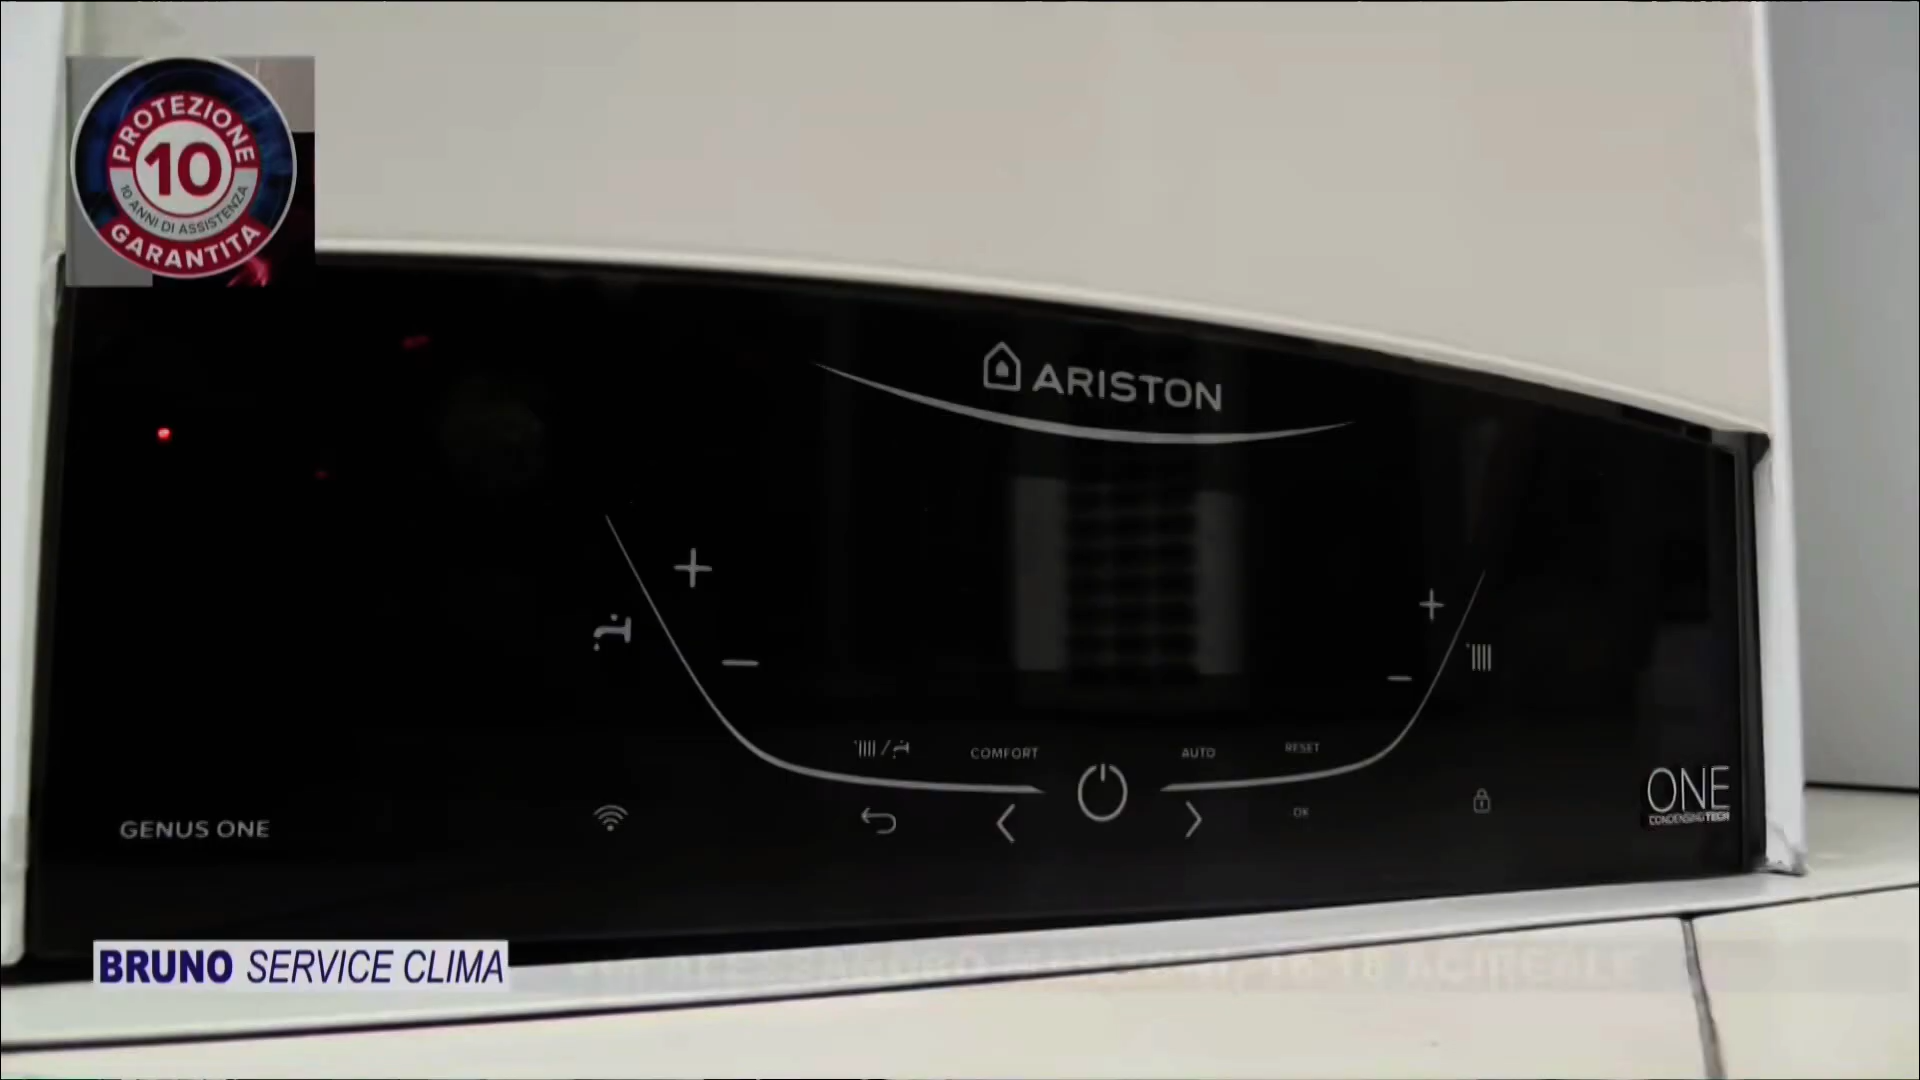 PROTEZIONE
10
10 ANNI DI ASSISTENZA
GARANTITA
ARISTON
COMFORT
AUTO
RESET
OK
GENUS ONE
ONE
CONDENSING TECH
BRUNO SERVICE CLIMA
ACIREALE